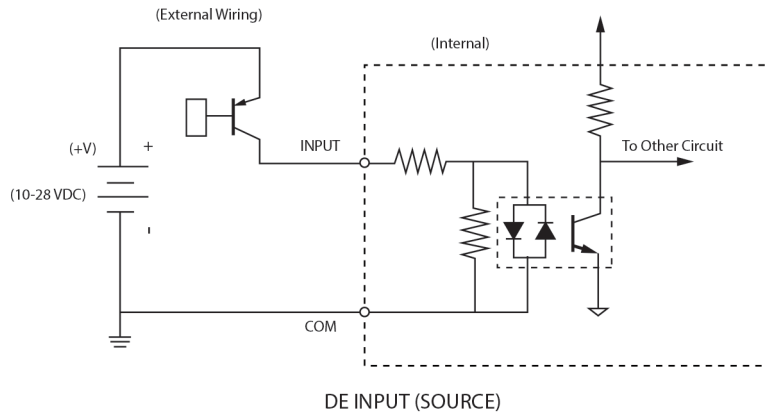 (External Wiring)
(Internal)
(+V)
+
INPUT
To Other Circuit
(10-28 VDC)
-
COM
DE INPUT (SOURCE)